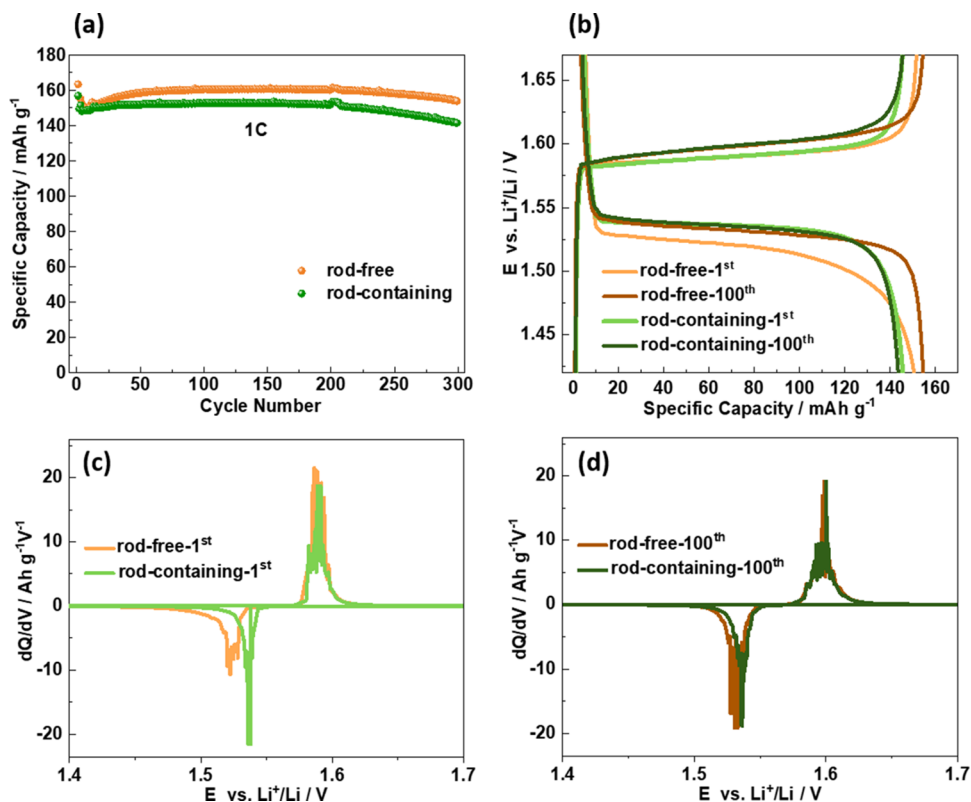 (a)
180
160
140
120
100
80
60
40
20
0
Specific Capacity / mAh g⁻¹
1C
rod-free
rod-containing
0 50 100 150 200 250 300
Cycle Number
(b)
1.65
1.60
1.55
1.50
1.45
E vs. Li⁺/Li / V
rod-free-1ˢᵗ
rod-free-100ᵗʰ
rod-containing-1ˢᵗ
rod-containing-100ᵗʰ
0 20 40 60 80 100 120 140 160
Specific Capacity / mAh g⁻¹
(c)
20
10
0
-10
-20
dQ/dV / Ah g⁻¹V⁻¹
rod-free-1ˢᵗ
rod-containing-1ˢᵗ
1.4 1.5 1.6 1.7
E vs. Li⁺/Li / V
(d)
20
10
0
-10
-20
dQ/dV / Ah g⁻¹V⁻¹
rod-free-100ᵗʰ
rod-containing-100ᵗʰ
1.4 1.5 1.6 1.7
E vs. Li⁺/Li / V